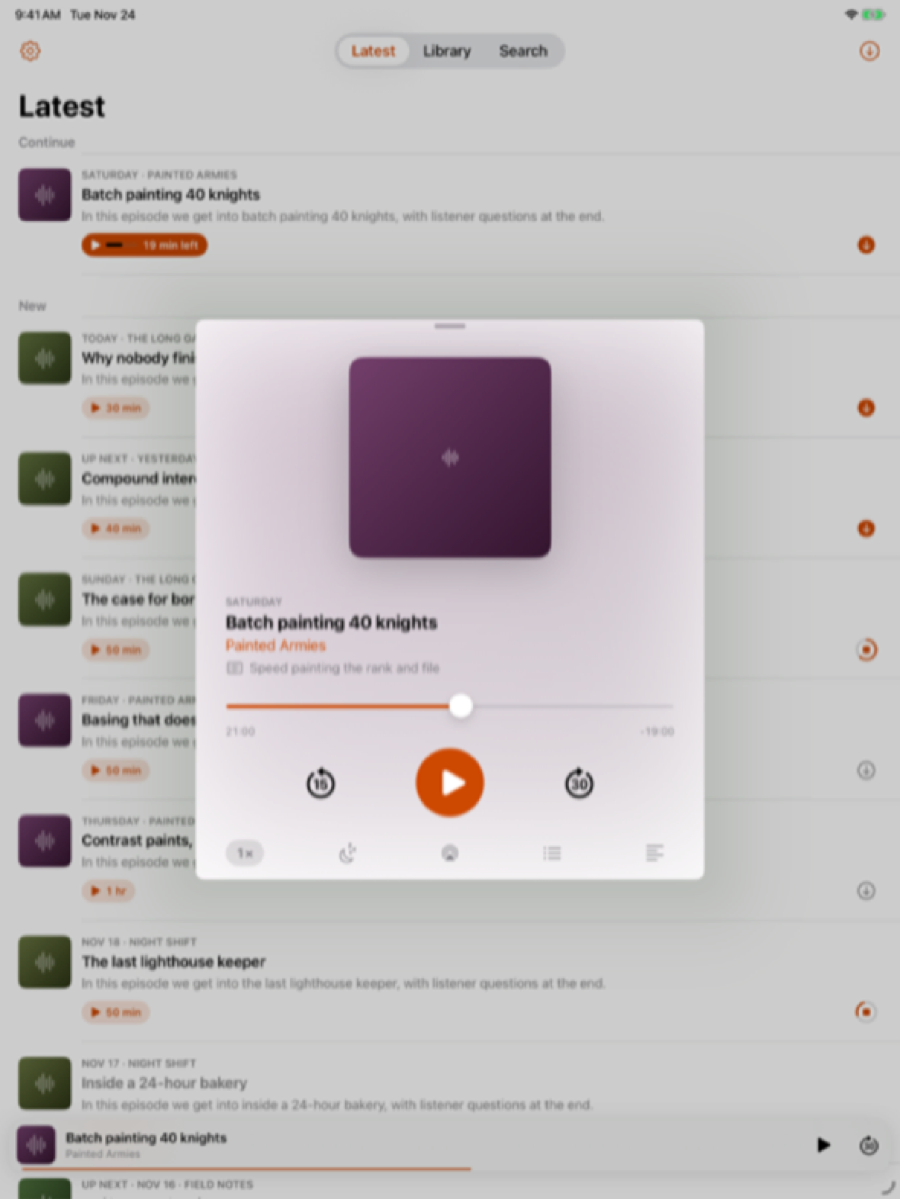 9:41AM Tue Nov 24
Latest Library Search
Latest
Continue
SATURDAY · PAINTED ARMIES
Batch painting 40 knights
In this episode we get into batch painting 40 knights, with listener questions at the end.
19 min left
New
TODAY · THE LONG
Why nobody fini
In this episode we
30 min
UP NEXT · YESTERDAY
Compound inter
In this episode we
40 min
SUNDAY · THE LONG
The case for bor
In this episode we
50 min
FRIDAY · PAINTED AR
Basing that does
In this episode we
50 min
THURSDAY · PAINTED
Contrast paints,
In this episode we
1 hr
SATURDAY
Batch painting 40 knights
Painted Armies
Speed painting the rank and file
21:00 -19:00
15 30
1×
NOV 18 · NIGHT SHIFT
The last lighthouse keeper
In this episode we get into the last lighthouse keeper, with listener questions at the end.
50 min
NOV 17 · NIGHT SHIFT
Inside a 24-hour bakery
In this episode we get into inside a 24-hour bakery, with listener questions at the end.
Batch painting 40 knights
Painted Armies
30
UP NEXT · NOV 16 · FIELD NOTES